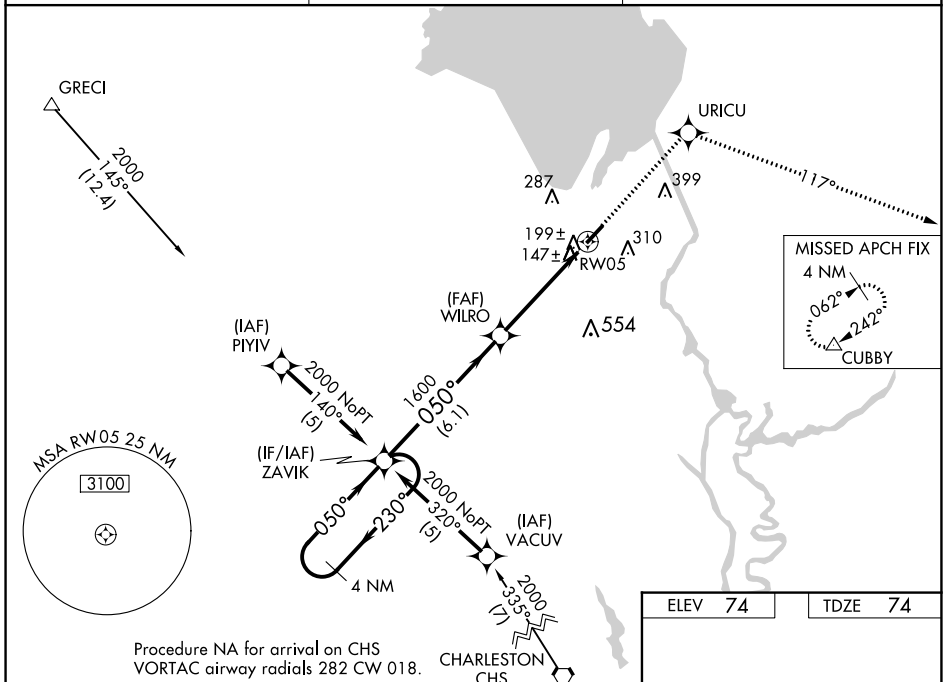 GRECI
2000
145°
(12.4)
URICU
117°
287
399
199±
147±
310
RW05
MISSED APCH FIX
4 NM
062°
242°
CUBBY
(FAF)
WILRO
554
(IAF)
PIYIV
2000 NoPT
140°
(5)
1600
050°
(6.1)
MSA RW05 25 NM
3100
(IF/IAF)
ZAVIK
050°
230°
4 NM
2000 NoPT
320°
(5)
(IAF)
VACUV
2000
335°
(7)
ELEV 74
TDZE 74
Procedure NA for arrival on CHS
VORTAC airway radials 282 CW 018.
CHARLESTON
CHS